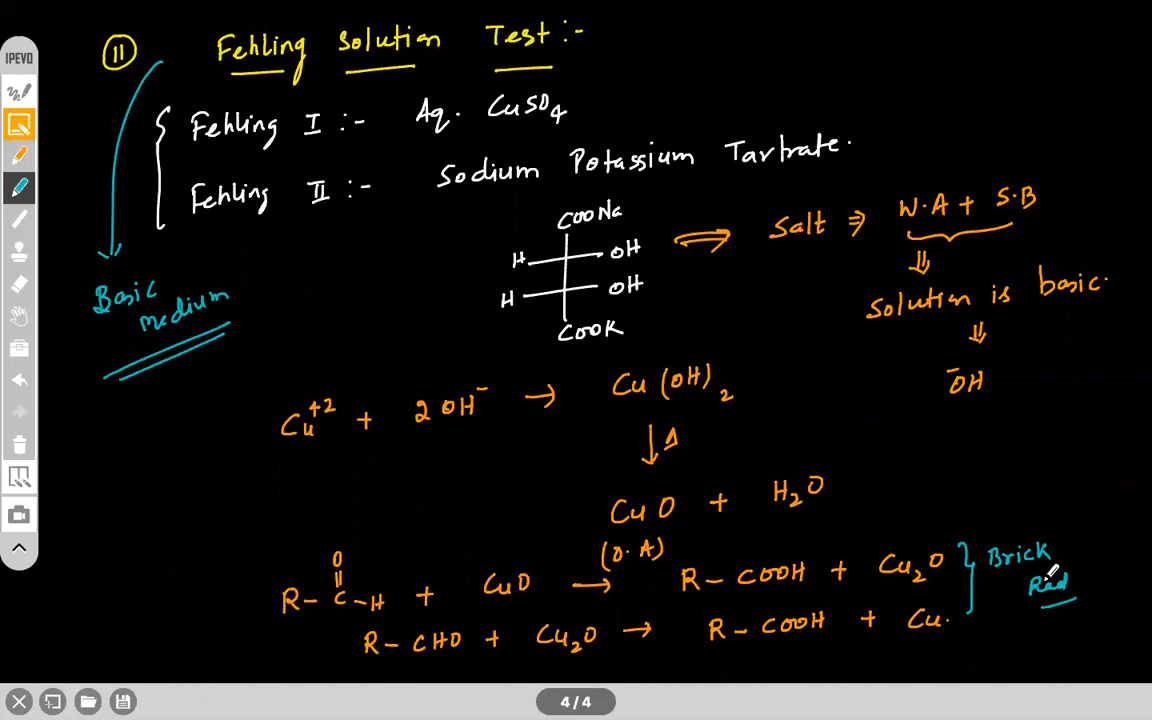 IPEVO
(11) Fehling Solution Test:-
Fehling I :- Aq. CuSO4
Fehling II :- Sodium Potassium Tartrate.
COONa
H OH
H OH
COOK
⇒ Salt ⇒ W.A + S.B
Solution is basic.
⁻OH
Basic
medium
Cu⁺² + 2OH⁻ → Cu(OH)₂
↓ Δ
CuO + H₂O
(O.A)
O
R-C-H + CuO → R-COOH + Cu₂O
R-CHO + Cu₂O → R-COOH + Cu.
Brick
Red
4/4